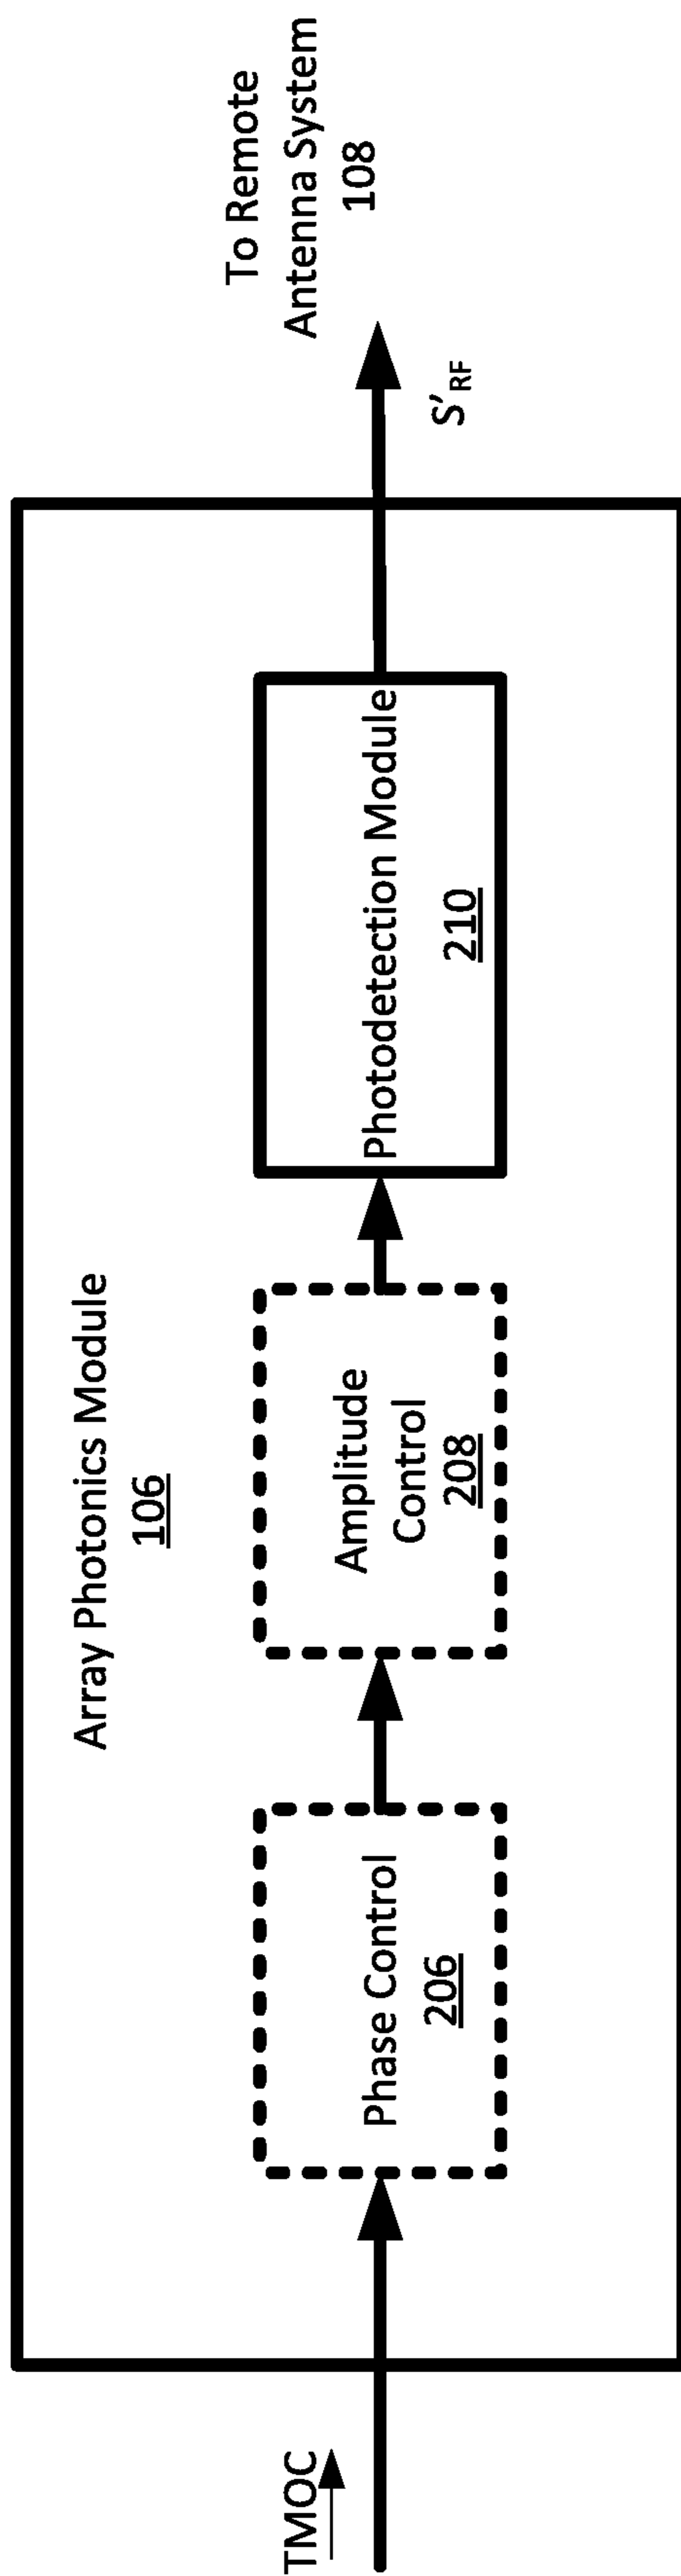 Array Photonics Module
106
TMOC
Phase Control
206
Amplitude
Control
208
Photodetection Module
210
S'RF
To Remote
Antenna System
108